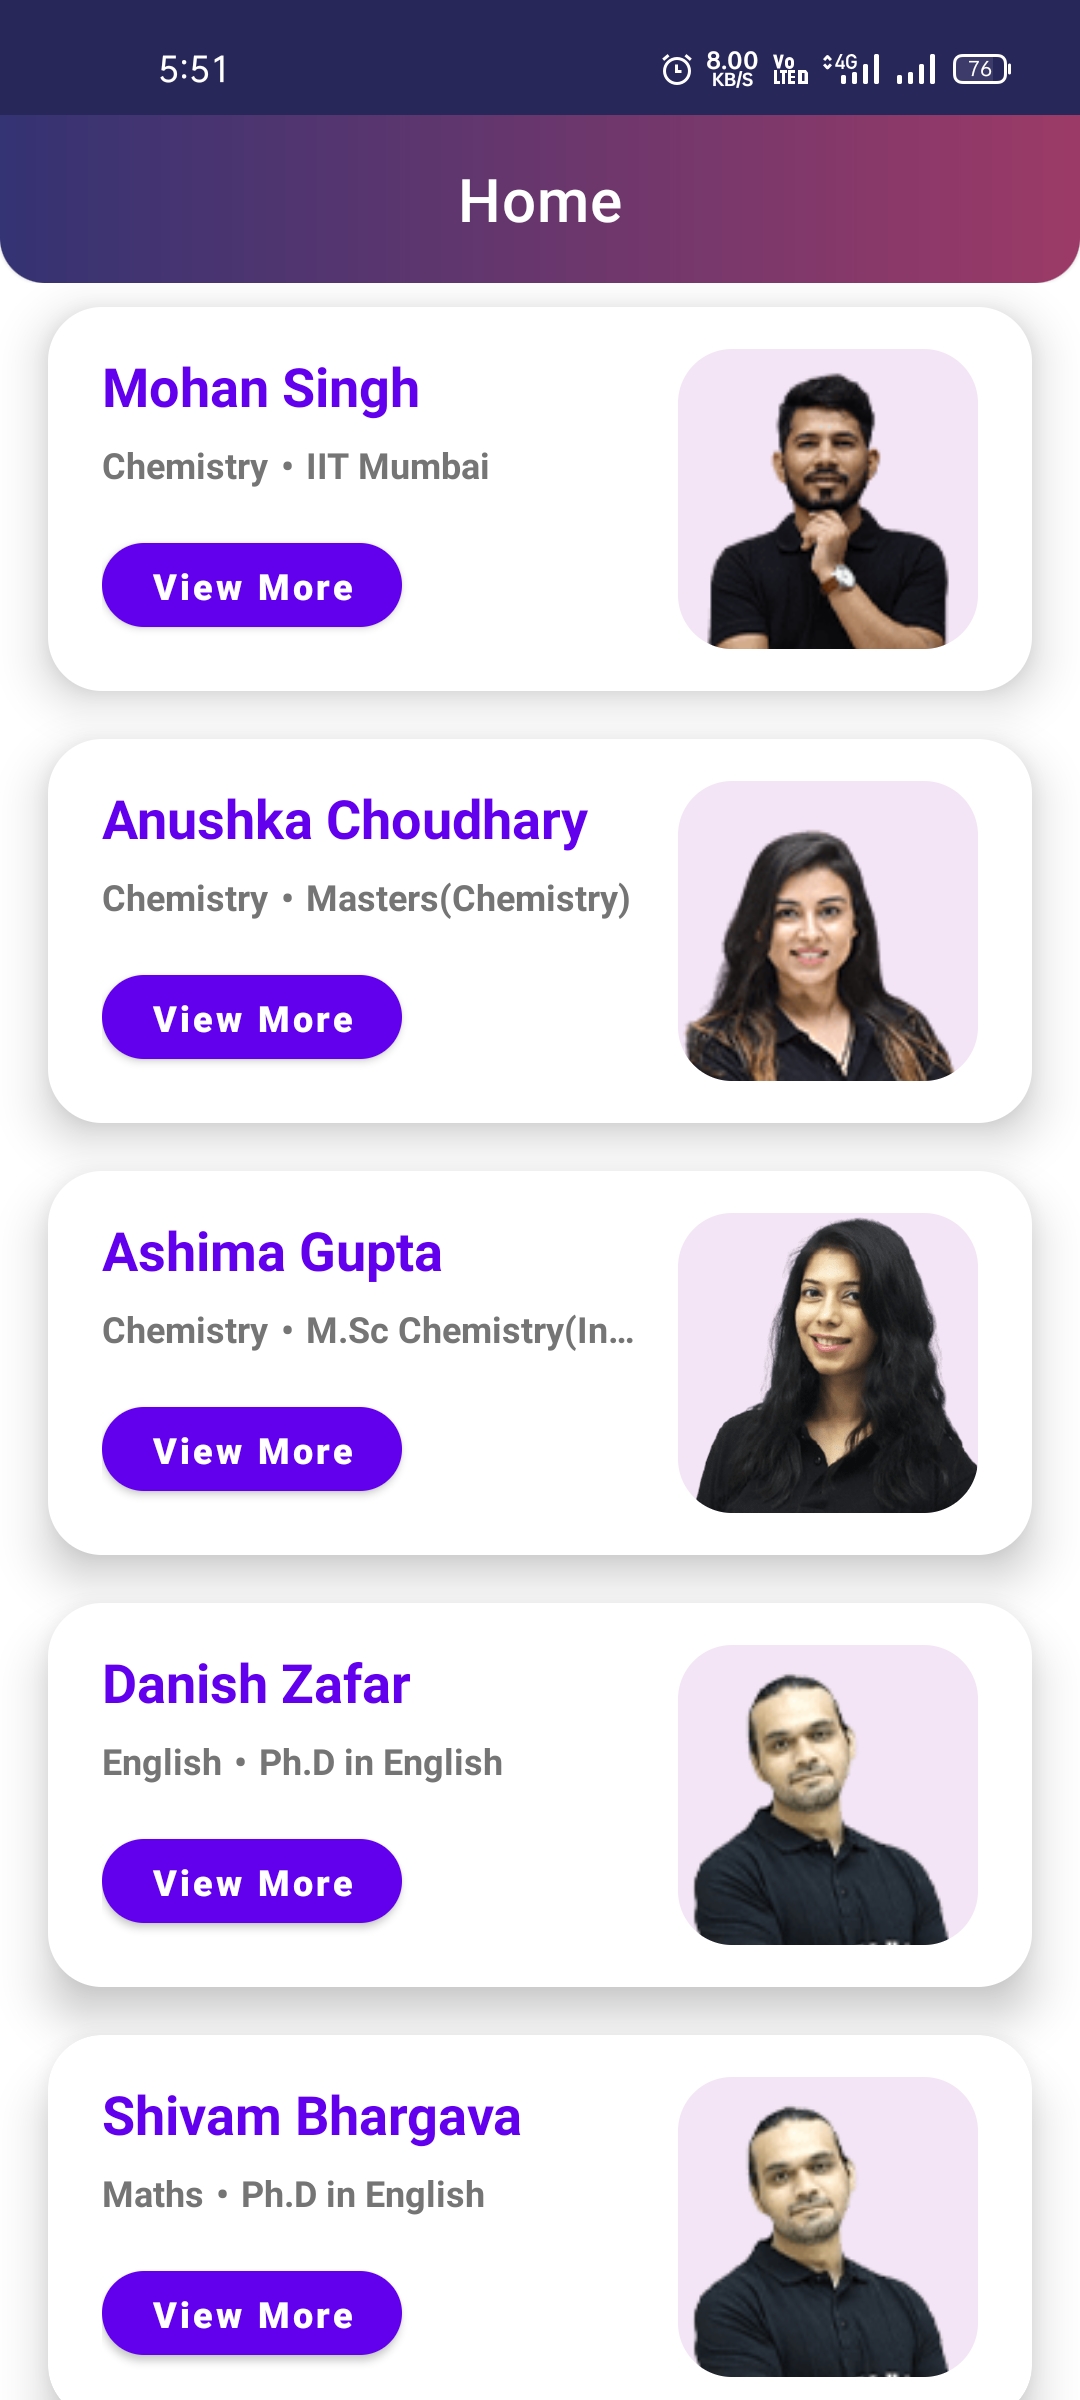 5:51
8.00 KB/S Vo LTE 4G 76
Home
Mohan Singh
Chemistry • IIT Mumbai
View More
Anushka Choudhary
Chemistry • Masters(Chemistry)
View More
Ashima Gupta
Chemistry • M.Sc Chemistry(In...
View More
Danish Zafar
English • Ph.D in English
View More
Shivam Bhargava
Maths • Ph.D in English
View More